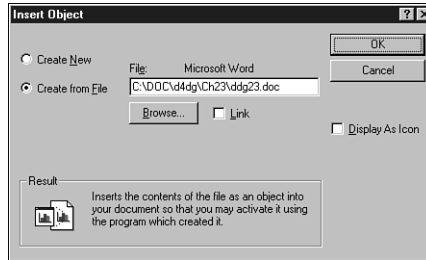 Insert Object
Create New
Create from File
File: Microsoft Word
C:\DOC\d4dg\Ch23\ddg23.doc
Browse... Link
OK
Cancel
Display As Icon
Result
Inserts the contents of the file as an object into
your document so that you may activate it using
the program which created it.